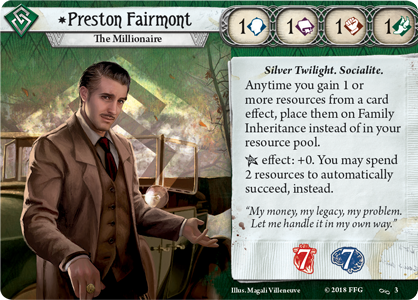 *Preston Fairmont
The Millionaire
1 1 1 1
Silver Twilight. Socialite.
Anytime you gain 1 or
more resources from a card
effect, place them on Family
Inheritance instead of in your
resource pool.
effect: +0. You may spend
2 resources to automatically
succeed, instead.
"My money, my legacy, my problem.
Let me handle it in my own way."
7 7
Illus. Magali Villeneuve © 2018 FFG 3